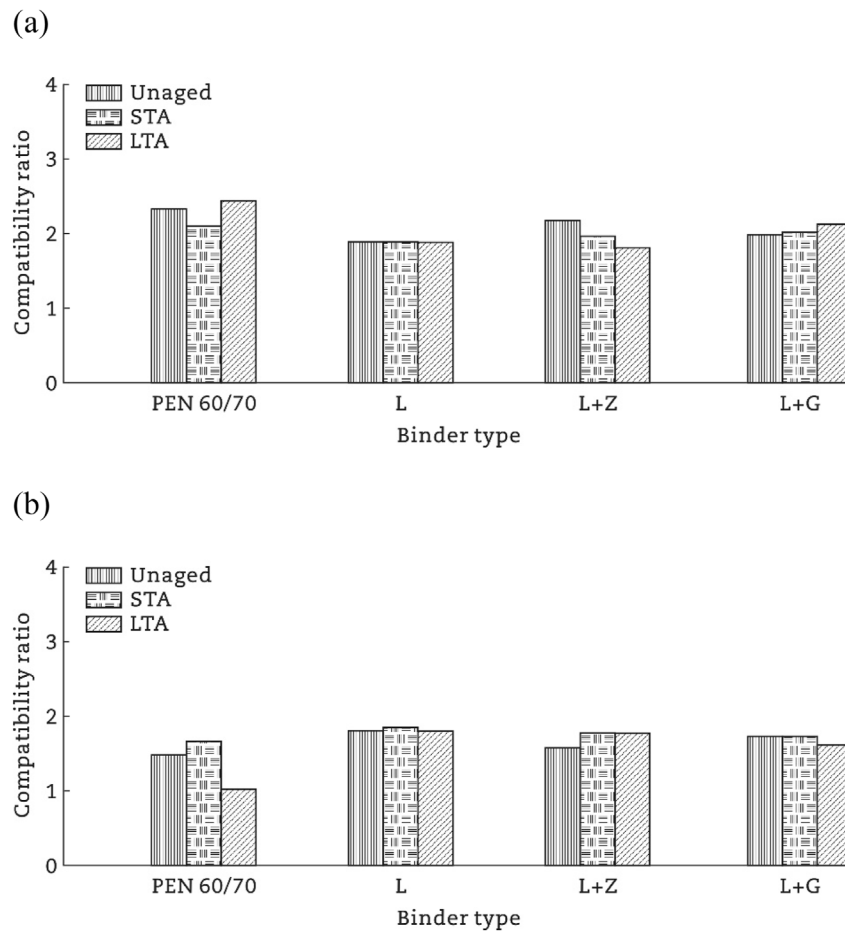 (a)
4
3
2
1
0
Compatibility ratio
Unaged
STA
LTA
PEN 60/70 L L+Z L+G
Binder type
(b)
4
3
2
1
0
Compatibility ratio
Unaged
STA
LTA
PEN 60/70 L L+Z L+G
Binder type